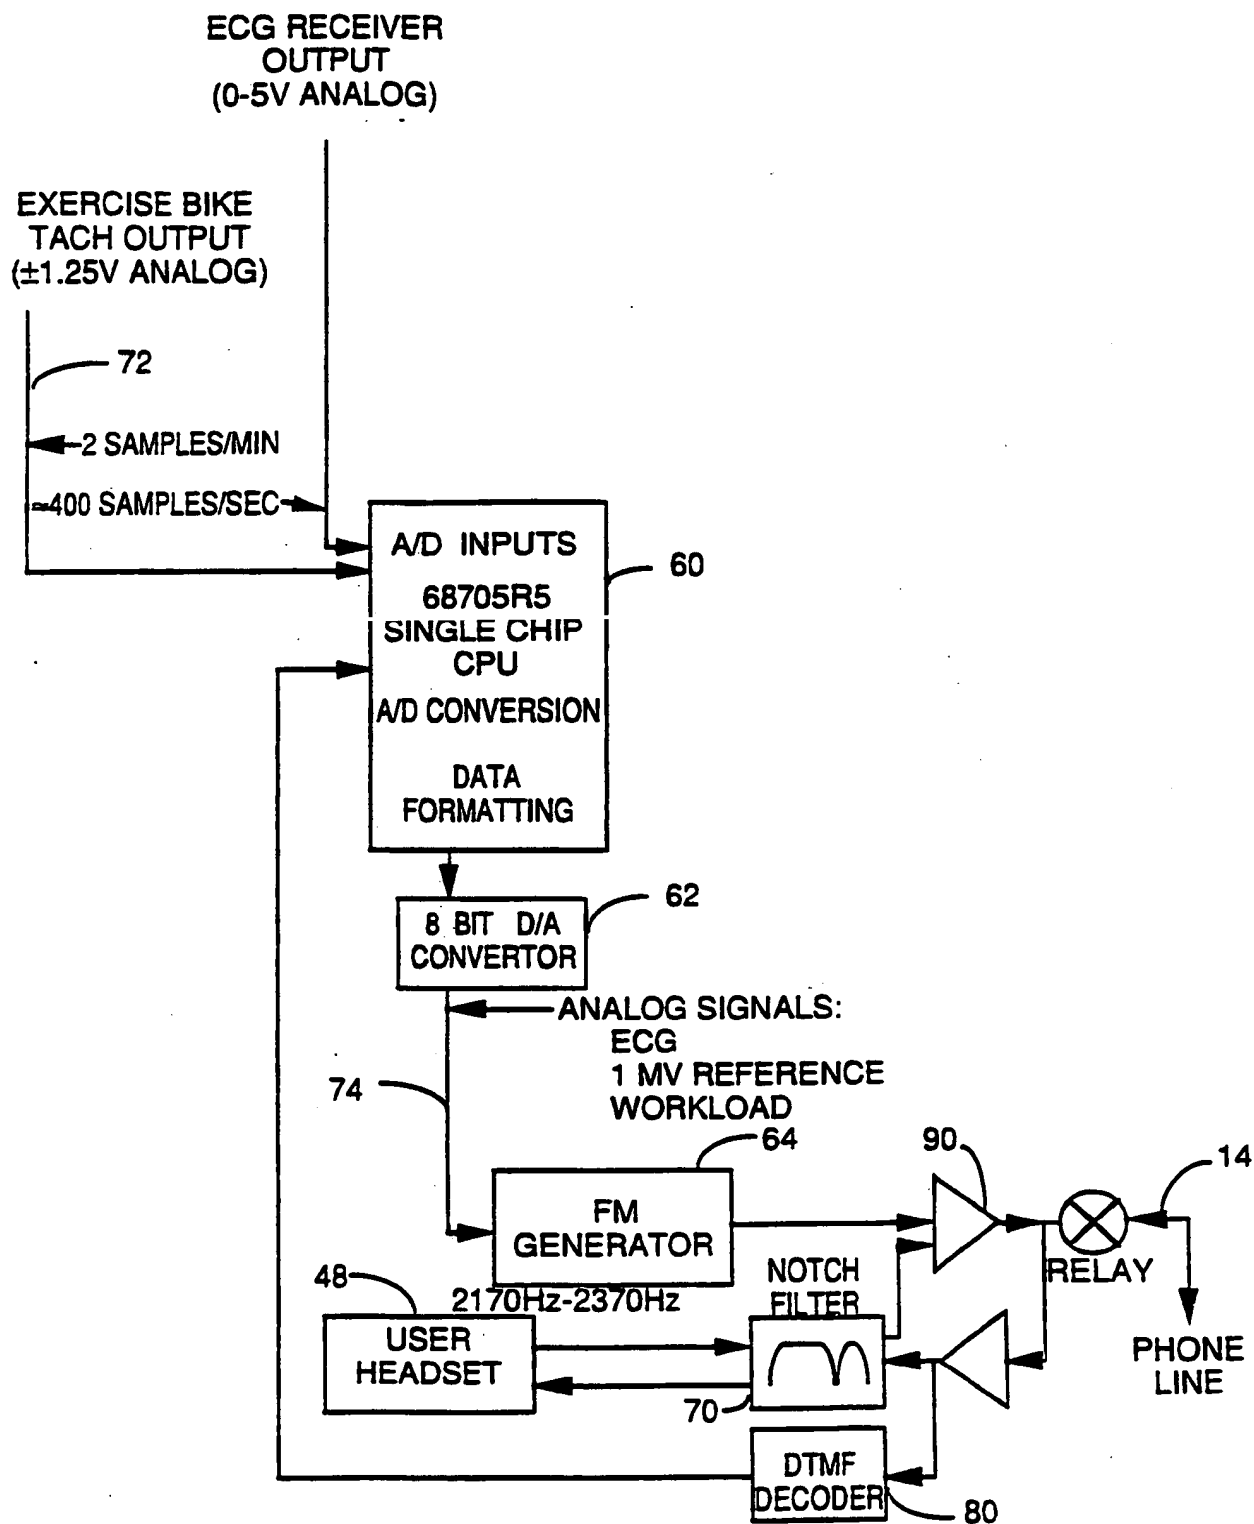 ECG RECEIVER
OUTPUT
(0-5V ANALOG)
EXERCISE BIKE
TACH OUTPUT
(±1.25V ANALOG)
72
2 SAMPLES/MIN
≈400 SAMPLES/SEC
A/D INPUTS
68705R5
SINGLE CHIP
CPU
A/D CONVERSION
DATA
FORMATTING
60
8 BIT D/A
CONVERTOR
62
ANALOG SIGNALS:
ECG
1 MV REFERENCE
WORKLOAD
74
64
FM
GENERATOR
2170Hz-2370Hz
90
14
RELAY
PHONE
LINE
NOTCH
FILTER
48
USER
HEADSET
70
DTMF
DECODER
80